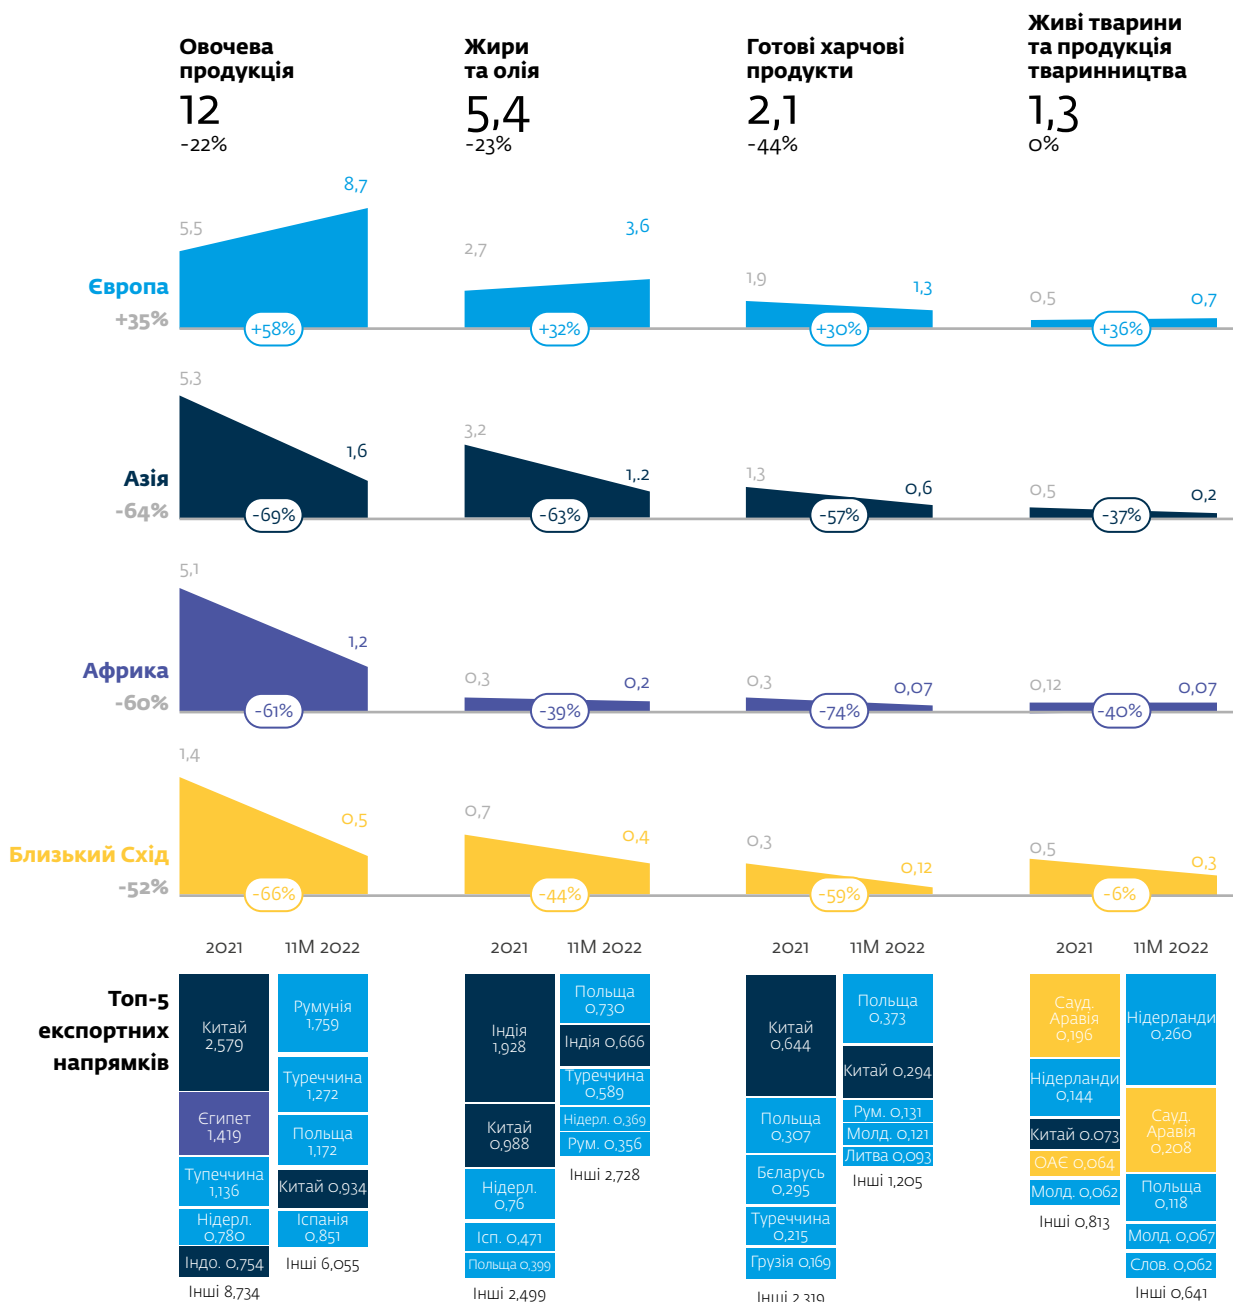 Овочева
продукція
12
-22%
Жири
та олія
5,4
-23%
Готові харчові
продукти
2,1
-44%
Живі тварини
та продукція
тваринництва
1,3
0%
Європа
+35%
5,5
8,7
+58%
2,7
3,6
+32%
1,9
1,3
+30%
0,5
0,7
+36%
Азія
-64%
5,3
1,6
-69%
3,2
1,.2
-63%
1,3
0,6
-57%
0,5
0,2
-37%
Африка
-60%
5,1
1,2
-61%
0,3
0,2
-39%
0,3
0,07
-74%
0,12
0,07
-40%
Близький Схід
-52%
1,4
0,5
-66%
0,7
0,4
-44%
0,3
0,12
-59%
0,5
0,3
-6%
Топ-5
експортних
напрямків
2021
Китай
2,579
Єгипет
1,419
Тупеччина
1,136
Нідерл.
0,780
Індо. 0,754
Інші 8,734
11М 2022
Румунія
1,759
Туреччина
1,272
Польща
1,172
Китай 0,934
Іспанія
0,851
Інші 6,055
2021
Індія
1,928
Китай
0,988
Нідерл.
0,76
Ісп. 0,471
Польща 0,399
Інші 2,499
11М 2022
Польща
0,730
Індія 0,666
Туреччина
0,589
Нідерл. 0,369
Рум. 0,356
Інші 2,728
2021
Китай
0,644
Польща
0,307
Бєларусь
0,295
Туреччина
0,215
Грузія 0,169
Інші 2,319
11М 2022
Польща
0,373
Китай 0,294
Рум. 0,131
Молд. 0,121
Литва 0,093
Інші 1,205
2021
Сауд.
Аравія
0,196
Нідерланди
0,144
Китай 0.073
ОАЄ 0,064
Молд. 0,062
Інші 0,813
11М 2022
Нідерланди
0,260
Сауд.
Аравія
0,208
Польща
0,118
Молд. 0,067
Слов. 0,062
Інші 0,641